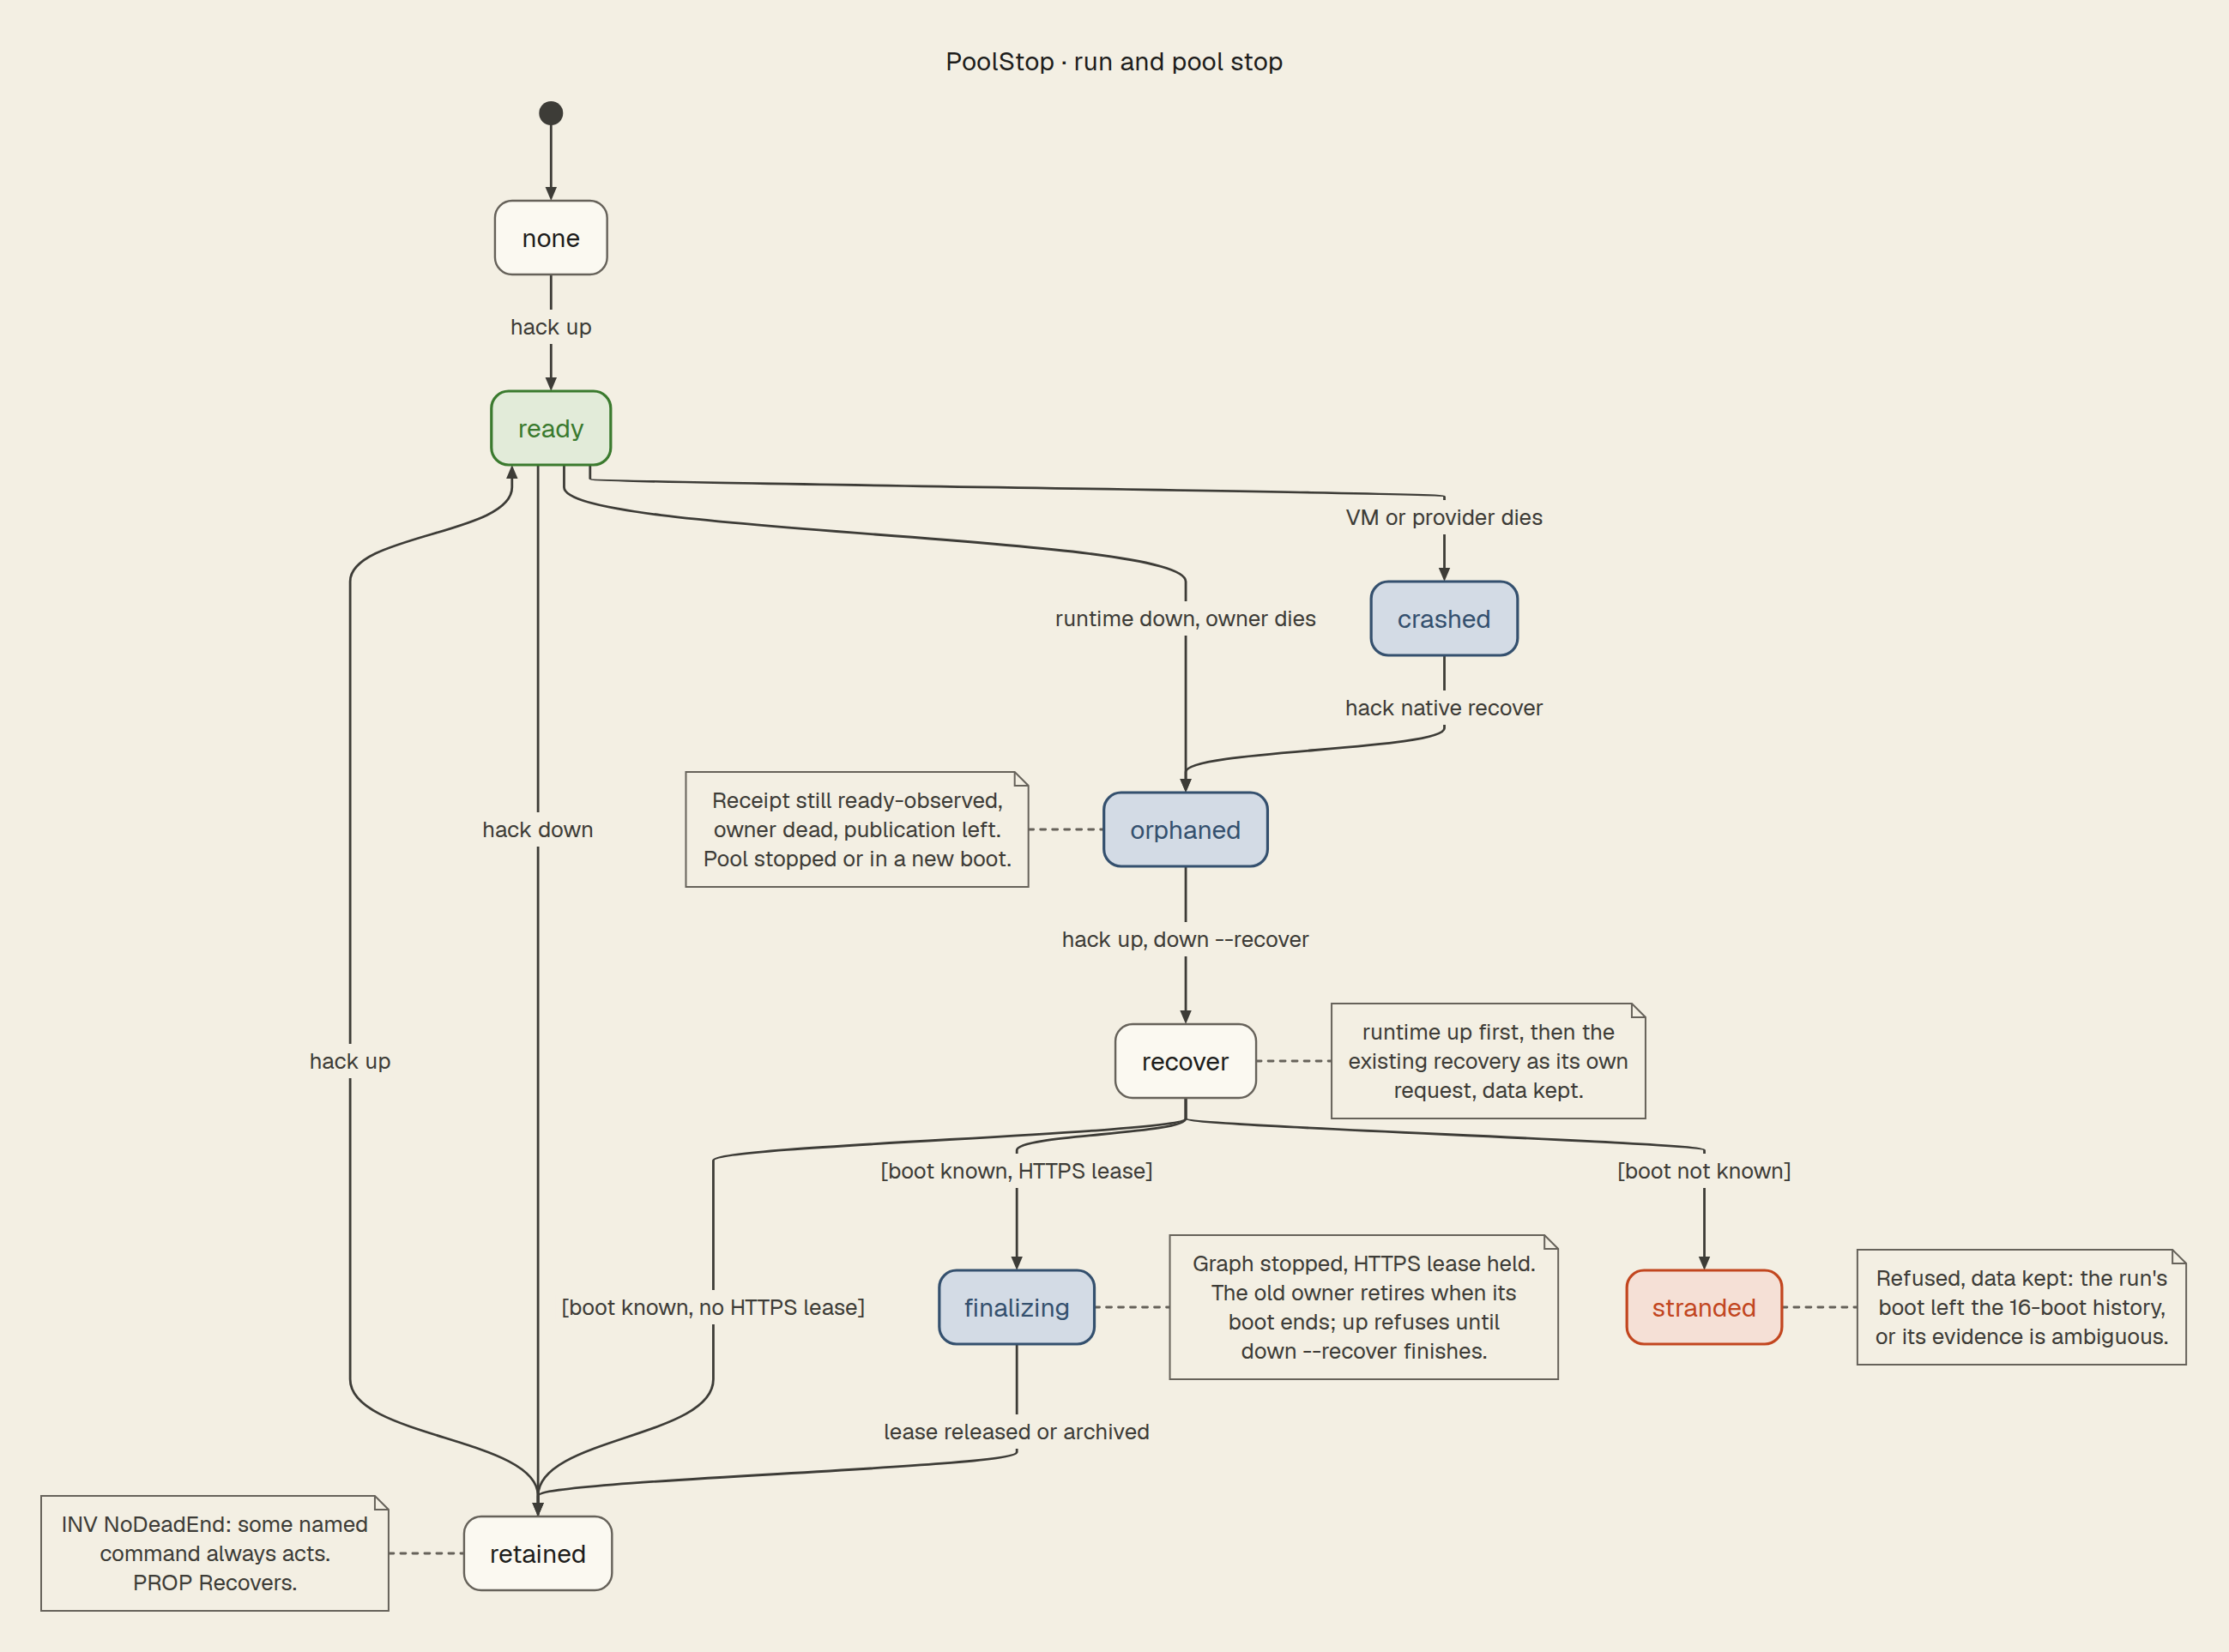 PoolStop · run and pool stop
none
hack up
ready
VM or provider dies
runtime down, owner dies
crashed
hack native recover
Receipt still ready-observed,
owner dead, publication left.
Pool stopped or in a new boot.
hack down
orphaned
hack up, down --recover
hack up
recover
runtime up first, then the
existing recovery as its own
request, data kept.
[boot known, HTTPS lease]
[boot not known]
[boot known, no HTTPS lease]
finalizing
Graph stopped, HTTPS lease held.
The old owner retires when its
boot ends; up refuses until
down --recover finishes.
stranded
Refused, data kept: the run's
boot left the 16-boot history,
or its evidence is ambiguous.
lease released or archived
INV NoDeadEnd: some named
command always acts.
PROP Recovers.
retained